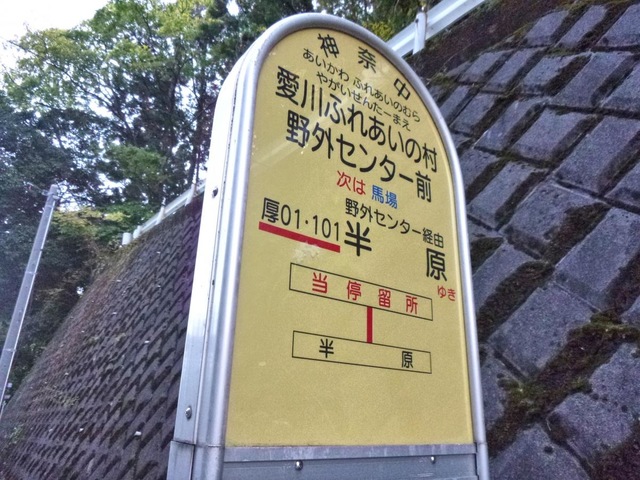 神奈中
あいかわ ふれあいのむら
やがいせんたーまえ
愛川ふれあいの村
野外センター前
次は 馬場
野外センター経由
厚01・101 半原
ゆき
当停留所
半原